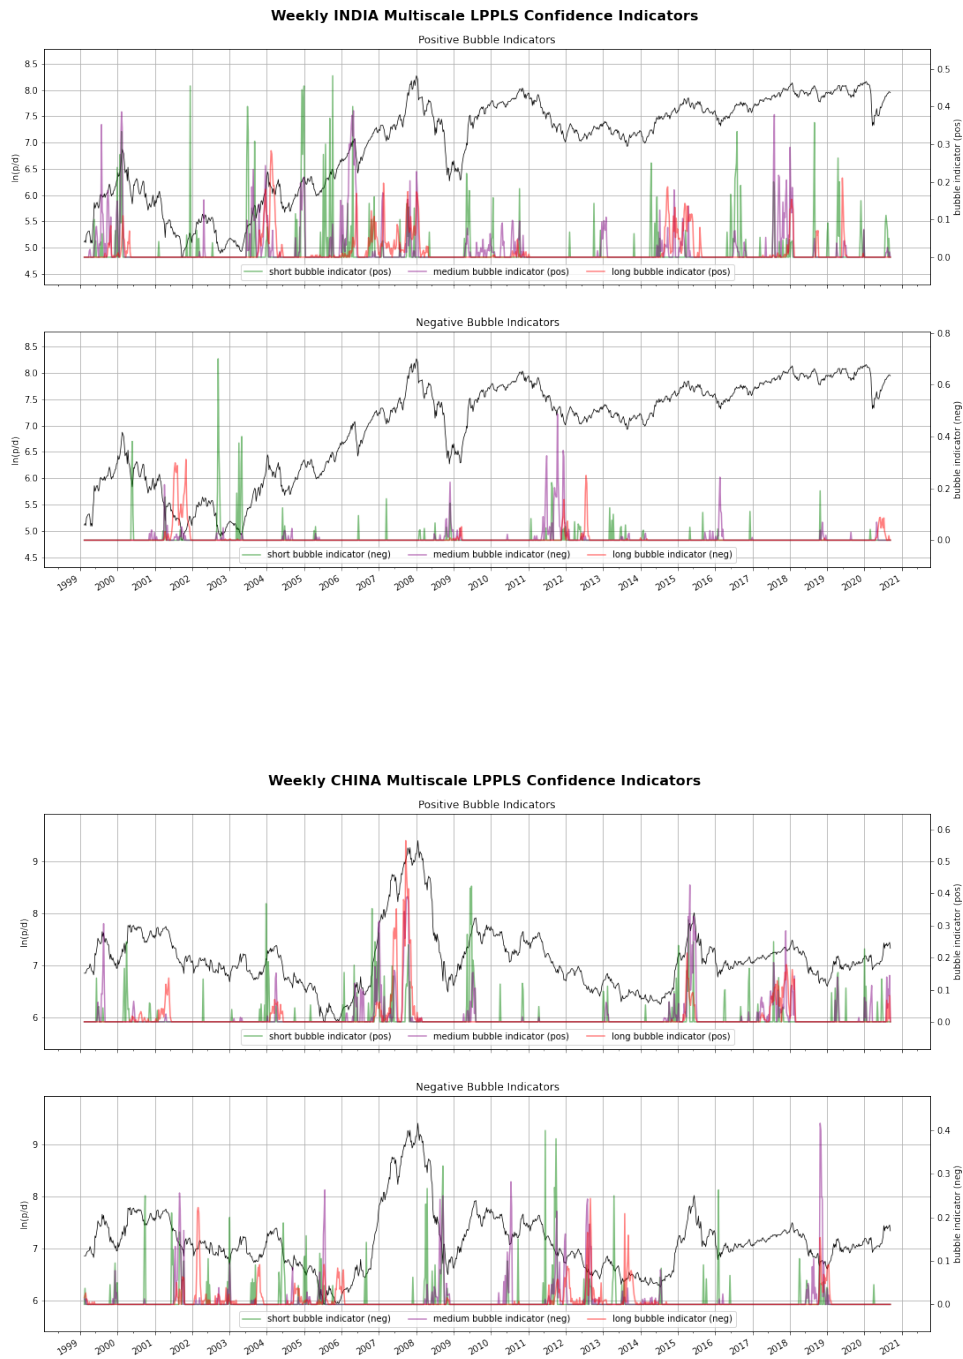 Weekly INDIA Multiscale LPPLS Confidence Indicators
Positive Bubble Indicators
8.5
8.0
7.5
7.0
6.5
6.0
5.5
5.0
4.5
ln(p/d)
0.5
0.4
0.3
0.2
0.1
0.0
bubble indicator (pos)
short bubble indicator (pos) medium bubble indicator (pos) long bubble indicator (pos)
Negative Bubble Indicators
8.5
8.0
7.5
7.0
6.5
6.0
5.5
5.0
4.5
ln(p/d)
0.8
0.6
0.4
0.2
0.0
bubble indicator (neg)
short bubble indicator (neg) medium bubble indicator (neg) long bubble indicator (neg)
1999 2000 2001 2002 2003 2004 2005 2006 2007 2008 2009 2010 2011 2012 2013 2014 2015 2016 2017 2018 2019 2020 2021
Weekly CHINA Multiscale LPPLS Confidence Indicators
Positive Bubble Indicators
9
8
7
6
ln(p/d)
0.6
0.5
0.4
0.3
0.2
0.1
0.0
bubble indicator (pos)
short bubble indicator (pos) medium bubble indicator (pos) long bubble indicator (pos)
Negative Bubble Indicators
9
8
7
6
ln(p/d)
0.4
0.3
0.2
0.1
0.0
bubble indicator (neg)
short bubble indicator (neg) medium bubble indicator (neg) long bubble indicator (neg)
1999 2000 2001 2002 2003 2004 2005 2006 2007 2008 2009 2010 2011 2012 2013 2014 2015 2016 2017 2018 2019 2020 2021